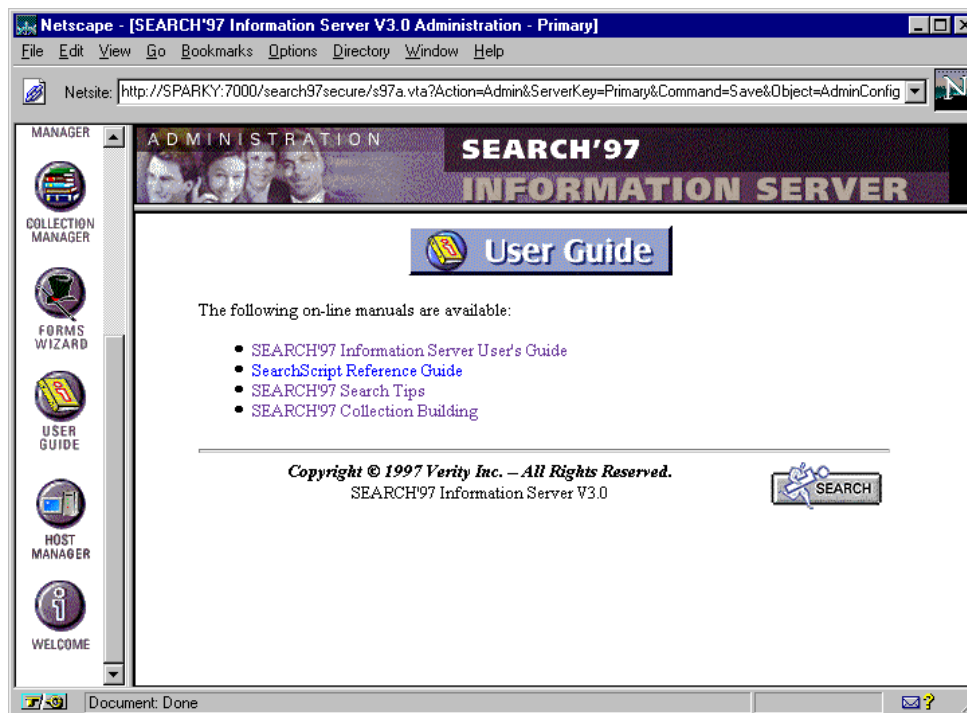 Netscape - [SEARCH'97 Information Server V3.0 Administration - Primary]
File Edit View Go Bookmarks Options Directory Window Help
Netsite: http://SPARKY:7000/search97secure/s97a.vta?Action=Admin&ServerKey=Primary&Command=Save&Object=AdminConfig
N
MANAGER
COLLECTION
MANAGER
FORMS
WIZARD
USER
GUIDE
HOST
MANAGER
WELCOME
ADMINISTRATION
SEARCH'97
INFORMATION SERVER
User Guide
The following on-line manuals are available:
SEARCH'97 Information Server User's Guide
SearchScript Reference Guide
SEARCH'97 Search Tips
SEARCH'97 Collection Building
Copyright © 1997 Verity Inc. – All Rights Reserved.
SEARCH'97 Information Server V3.0
SEARCH
Document: Done